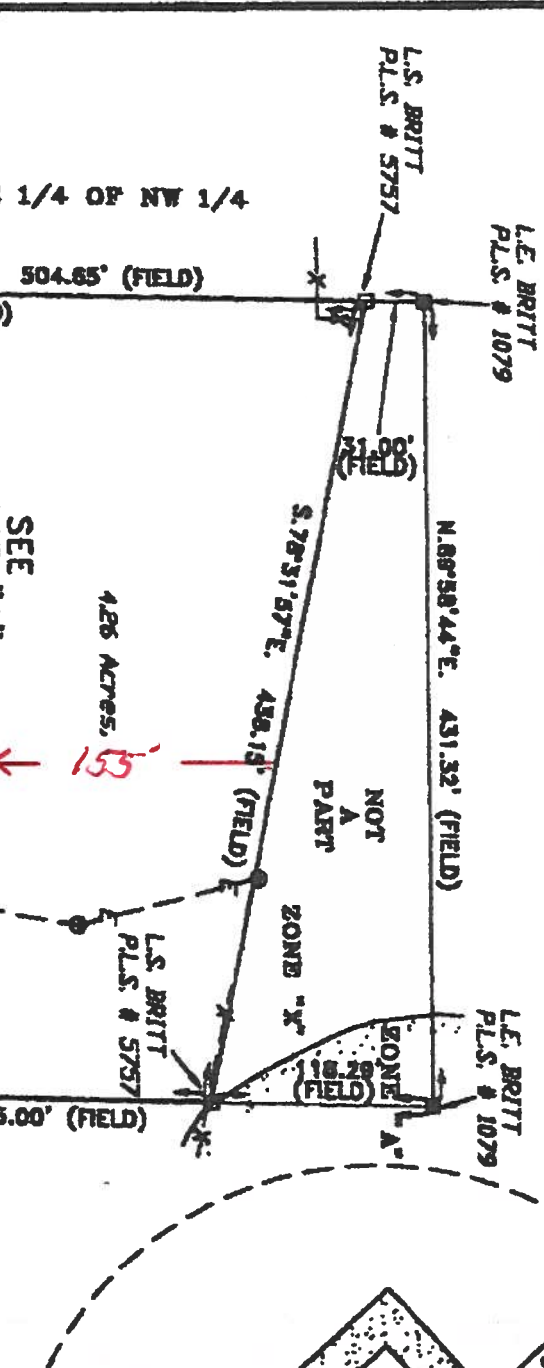 L.S. BRITT
P.L.S. # 5757
1/4 OF NW 1/4
L.E. BRITT
P.L.S. # 1079
504.65' (FIELD)
31.00'
(FIELD)
S.78°31'57"E. 438.15' (FIELD)
N.89°58'44"E. 431.32' (FIELD)
SEE
4.26 Acres.
155'
NOT
A
PART
ZONE "X"
L.S. BRITT
P.L.S. # 5757
118.29'
(FIELD)
ZONE "A"
L.E. BRITT
P.L.S. # 1079
5.00' (FIELD)